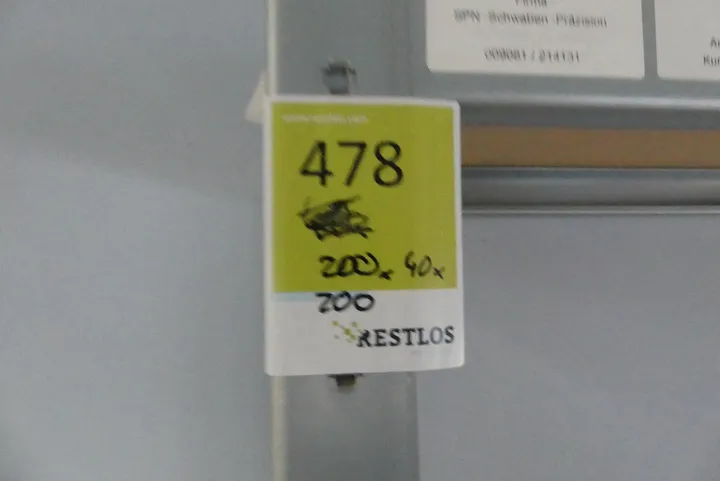 Firma
SPN Schwaben Präzision
009081 / 214131
478
200x 40x
200
RESTLOS